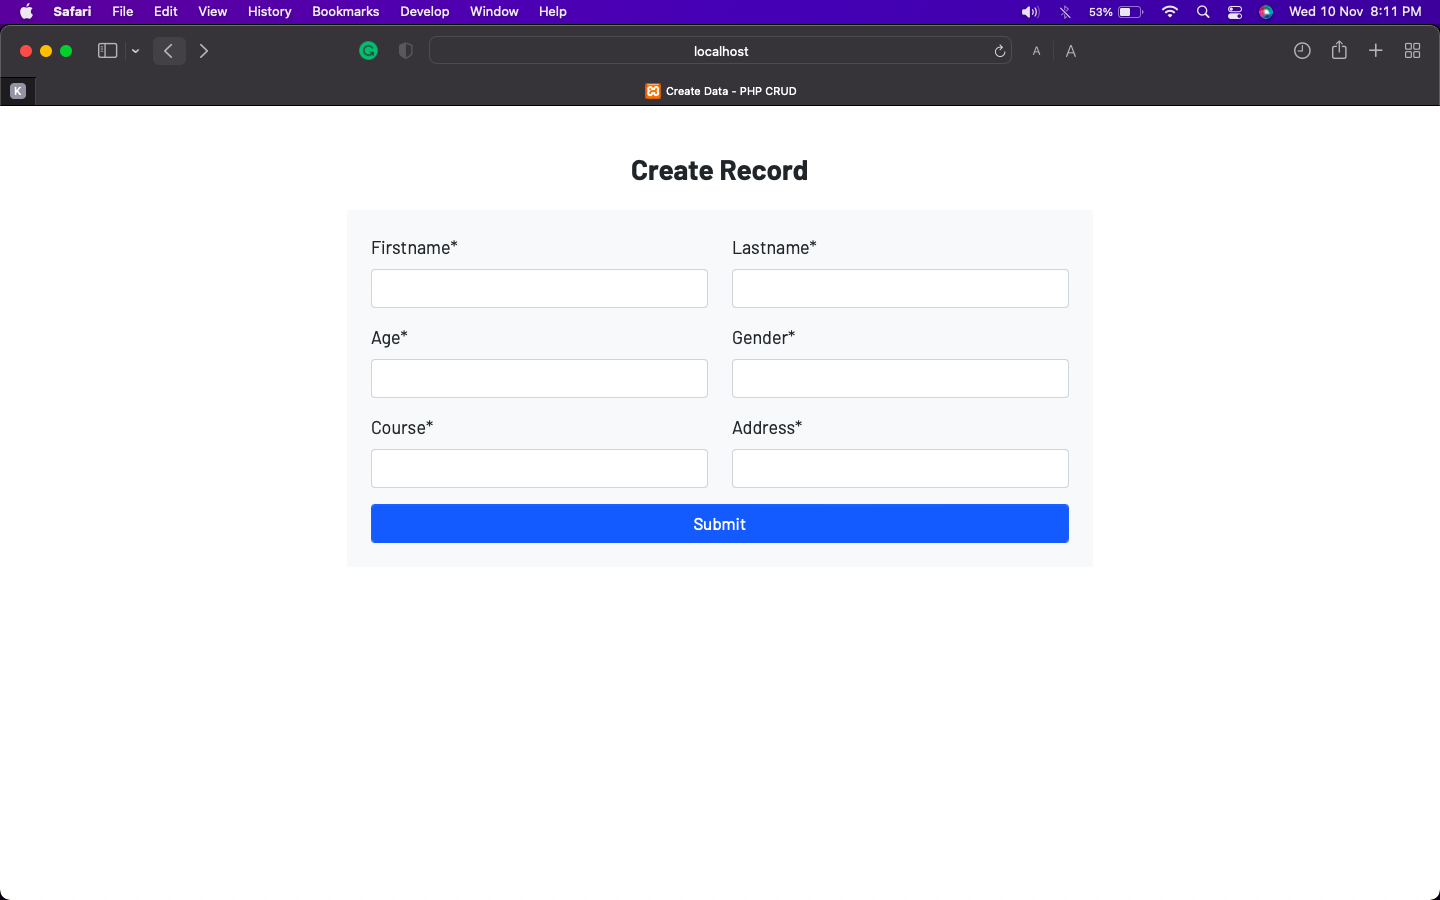 Safari File Edit View History Bookmarks Develop Window Help 53% Wed 10 Nov 8:11 PM
localhost A A
K Create Data - PHP CRUD
Create Record
Firstname* Lastname*
Age* Gender*
Course* Address*
Submit